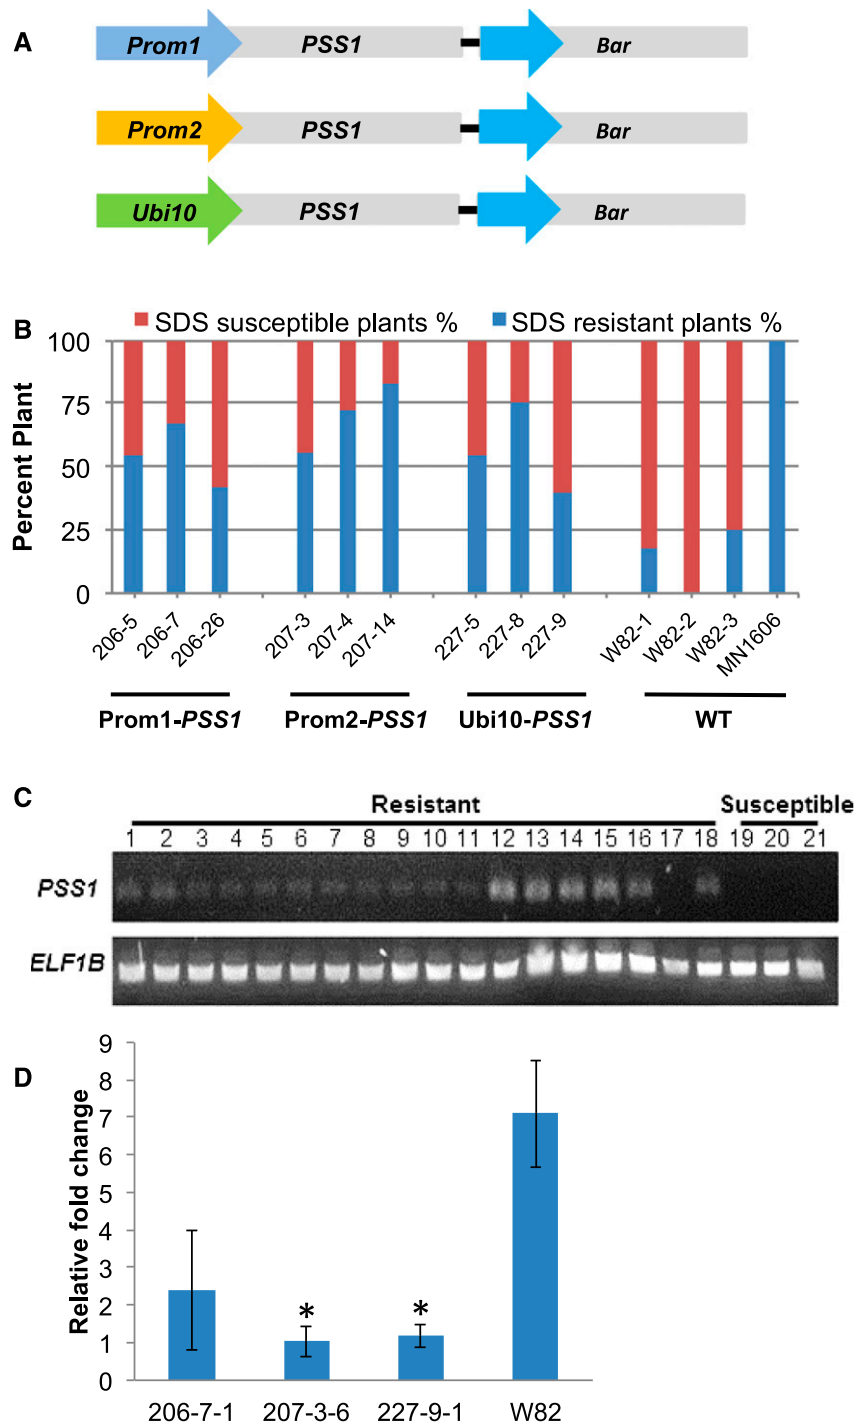 A
Prom1 PSS1 Bar
Prom2 PSS1 Bar
Ubi10 PSS1 Bar
B
SDS susceptible plants % SDS resistant plants %
Percent Plant
100
75
50
25
0
206-5 206-7 206-26 207-3 207-4 207-14 227-5 227-8 227-9 W82-1 W82-2 W82-3 MN1606
Prom1-PSS1 Prom2-PSS1 Ubi10-PSS1 WT
C
Resistant Susceptible
1 2 3 4 5 6 7 8 9 10 11 12 13 14 15 16 17 18 19 20 21
PSS1
ELF1B
D
Relative fold change
9
8
7
6
5
4
3
2
1
0
* *
206-7-1 207-3-6 227-9-1 W82